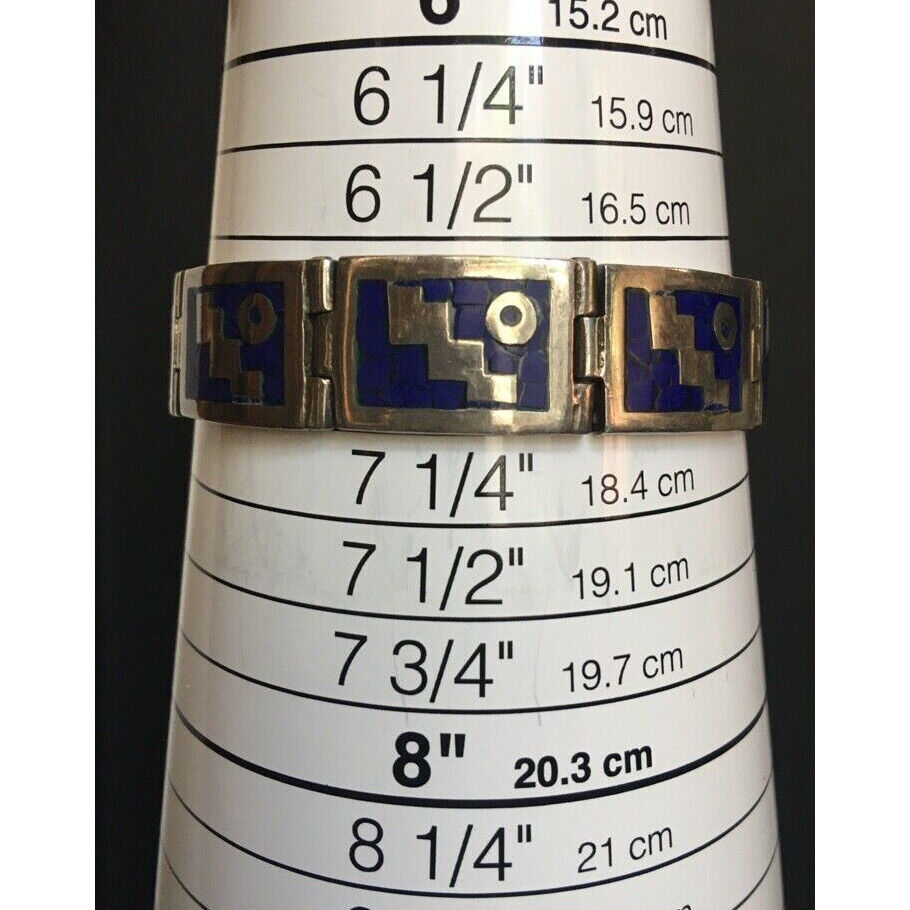 6 15.2 cm
6 1/4" 15.9 cm
6 1/2" 16.5 cm
7 1/4" 18.4 cm
7 1/2" 19.1 cm
7 3/4" 19.7 cm
8" 20.3 cm
8 1/4" 21 cm